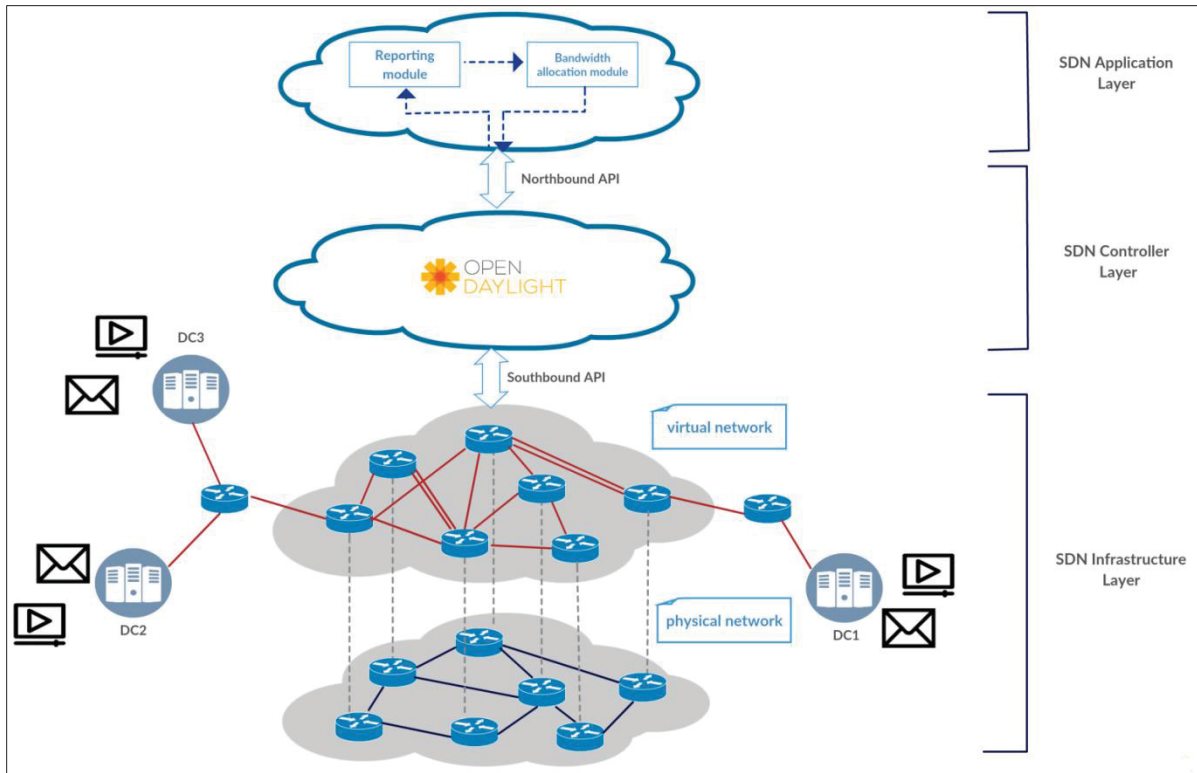 Reporting
module
Bandwidth
allocation module
SDN Application
Layer
Northbound API
OPEN
DAYLIGHT
SDN Controller
Layer
DC3
Southbound API
virtual network
SDN Infrastructure
Layer
DC2
physical network
DC1